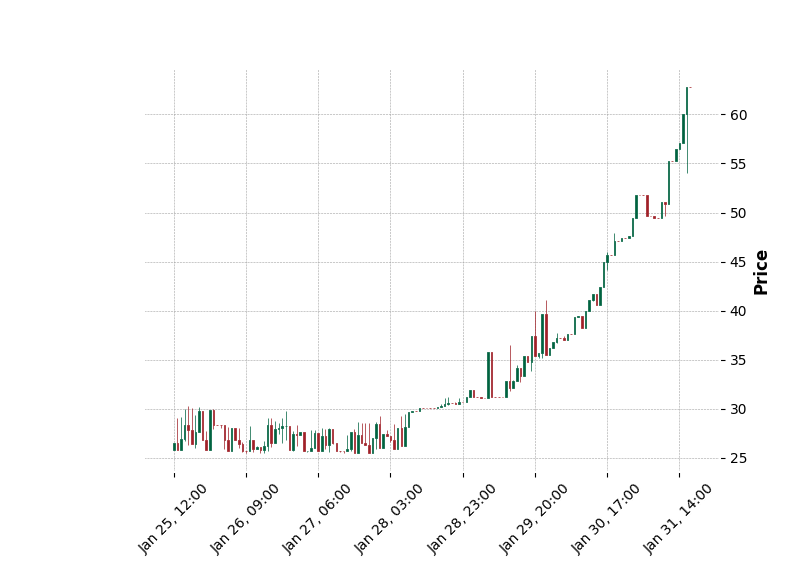 60
55
50
45
40
35
30
25
Price
Jan 25, 12:00
Jan 26, 09:00
Jan 27, 06:00
Jan 28, 03:00
Jan 28, 23:00
Jan 29, 20:00
Jan 30, 17:00
Jan 31, 14:00